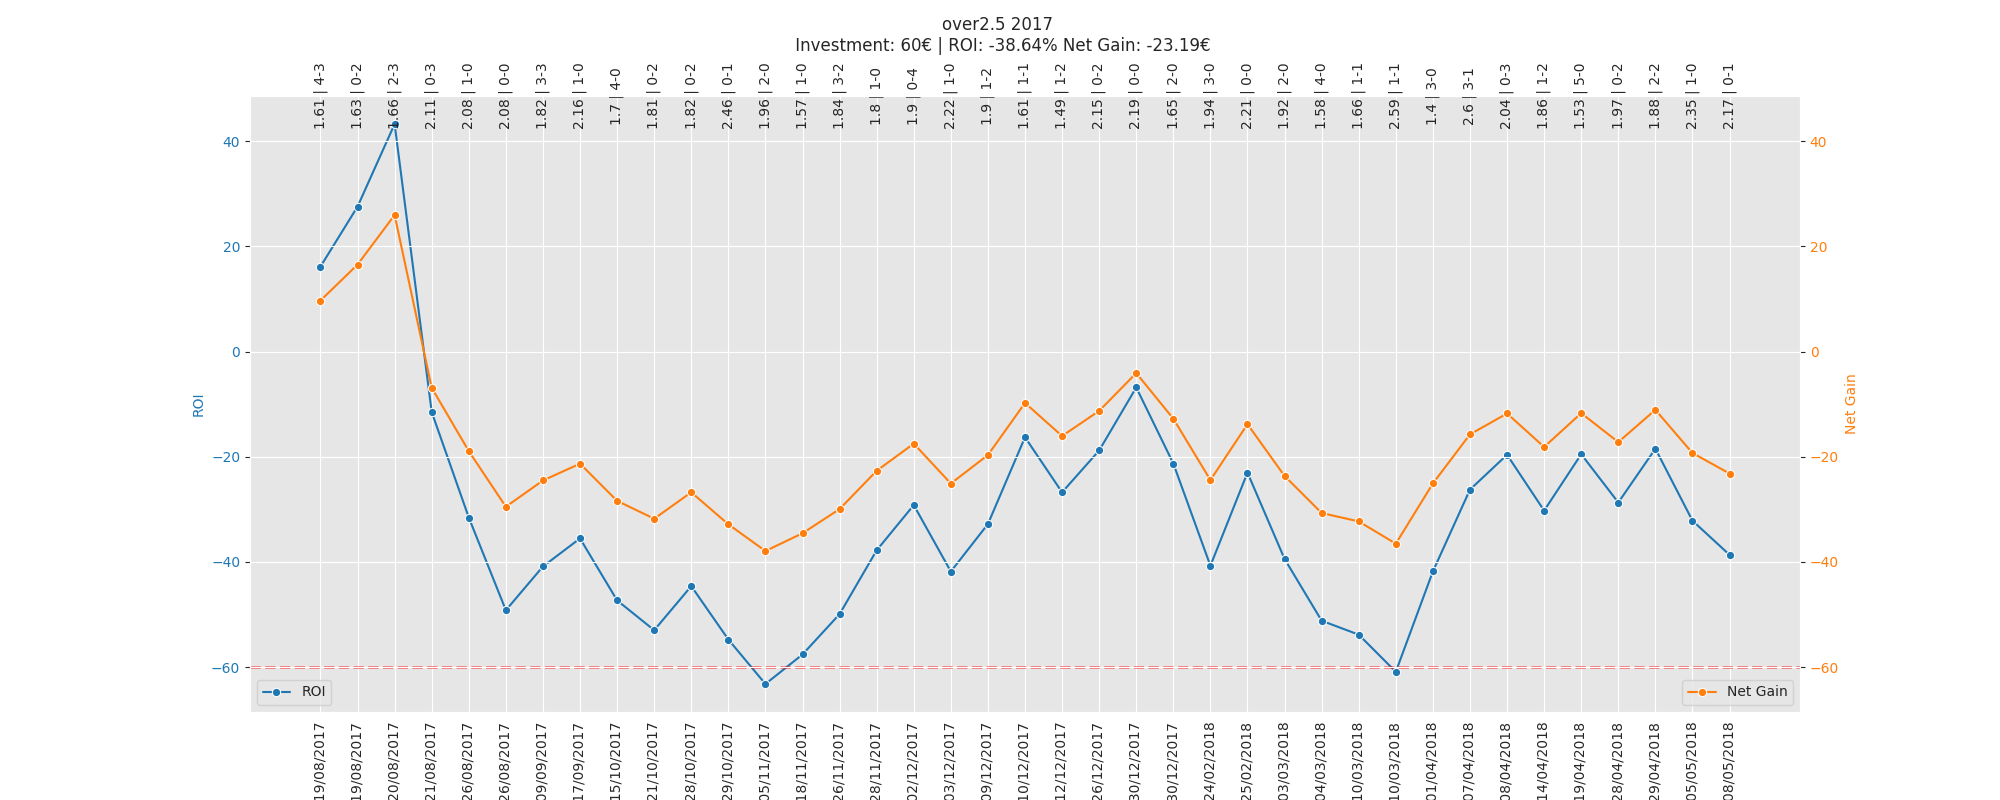 over2.5 2017
Investment: 60€ | ROI: -38.64% Net Gain: -23.19€
1.61 | 4-3
1.63 | 0-2
1.66 | 2-3
2.11 | 0-3
2.08 | 1-0
2.08 | 0-0
1.82 | 3-3
2.16 | 1-0
1.7 | 4-0
1.81 | 0-2
1.82 | 0-2
2.46 | 0-1
1.96 | 2-0
1.57 | 1-0
1.84 | 3-2
1.8 | 1-0
1.9 | 0-4
2.22 | 1-0
1.9 | 1-2
1.61 | 1-1
1.49 | 1-2
2.15 | 0-2
2.19 | 0-0
1.65 | 2-0
1.94 | 3-0
2.21 | 0-0
1.92 | 2-0
1.58 | 4-0
1.66 | 1-1
2.59 | 1-1
1.4 | 3-0
2.6 | 3-1
2.04 | 0-3
1.86 | 1-2
1.53 | 5-0
1.97 | 0-2
1.88 | 2-2
2.35 | 1-0
2.17 | 0-1
40
20
0
−20
−40
−60
ROI
40
20
0
−20
−40
−60
Net Gain
ROI
Net Gain
19/08/2017
19/08/2017
20/08/2017
21/08/2017
26/08/2017
26/08/2017
09/09/2017
17/09/2017
15/10/2017
21/10/2017
28/10/2017
29/10/2017
05/11/2017
18/11/2017
26/11/2017
28/11/2017
02/12/2017
03/12/2017
09/12/2017
10/12/2017
12/12/2017
26/12/2017
30/12/2017
30/12/2017
24/02/2018
25/02/2018
03/03/2018
04/03/2018
10/03/2018
10/03/2018
01/04/2018
07/04/2018
08/04/2018
14/04/2018
19/04/2018
28/04/2018
29/04/2018
05/05/2018
08/05/2018